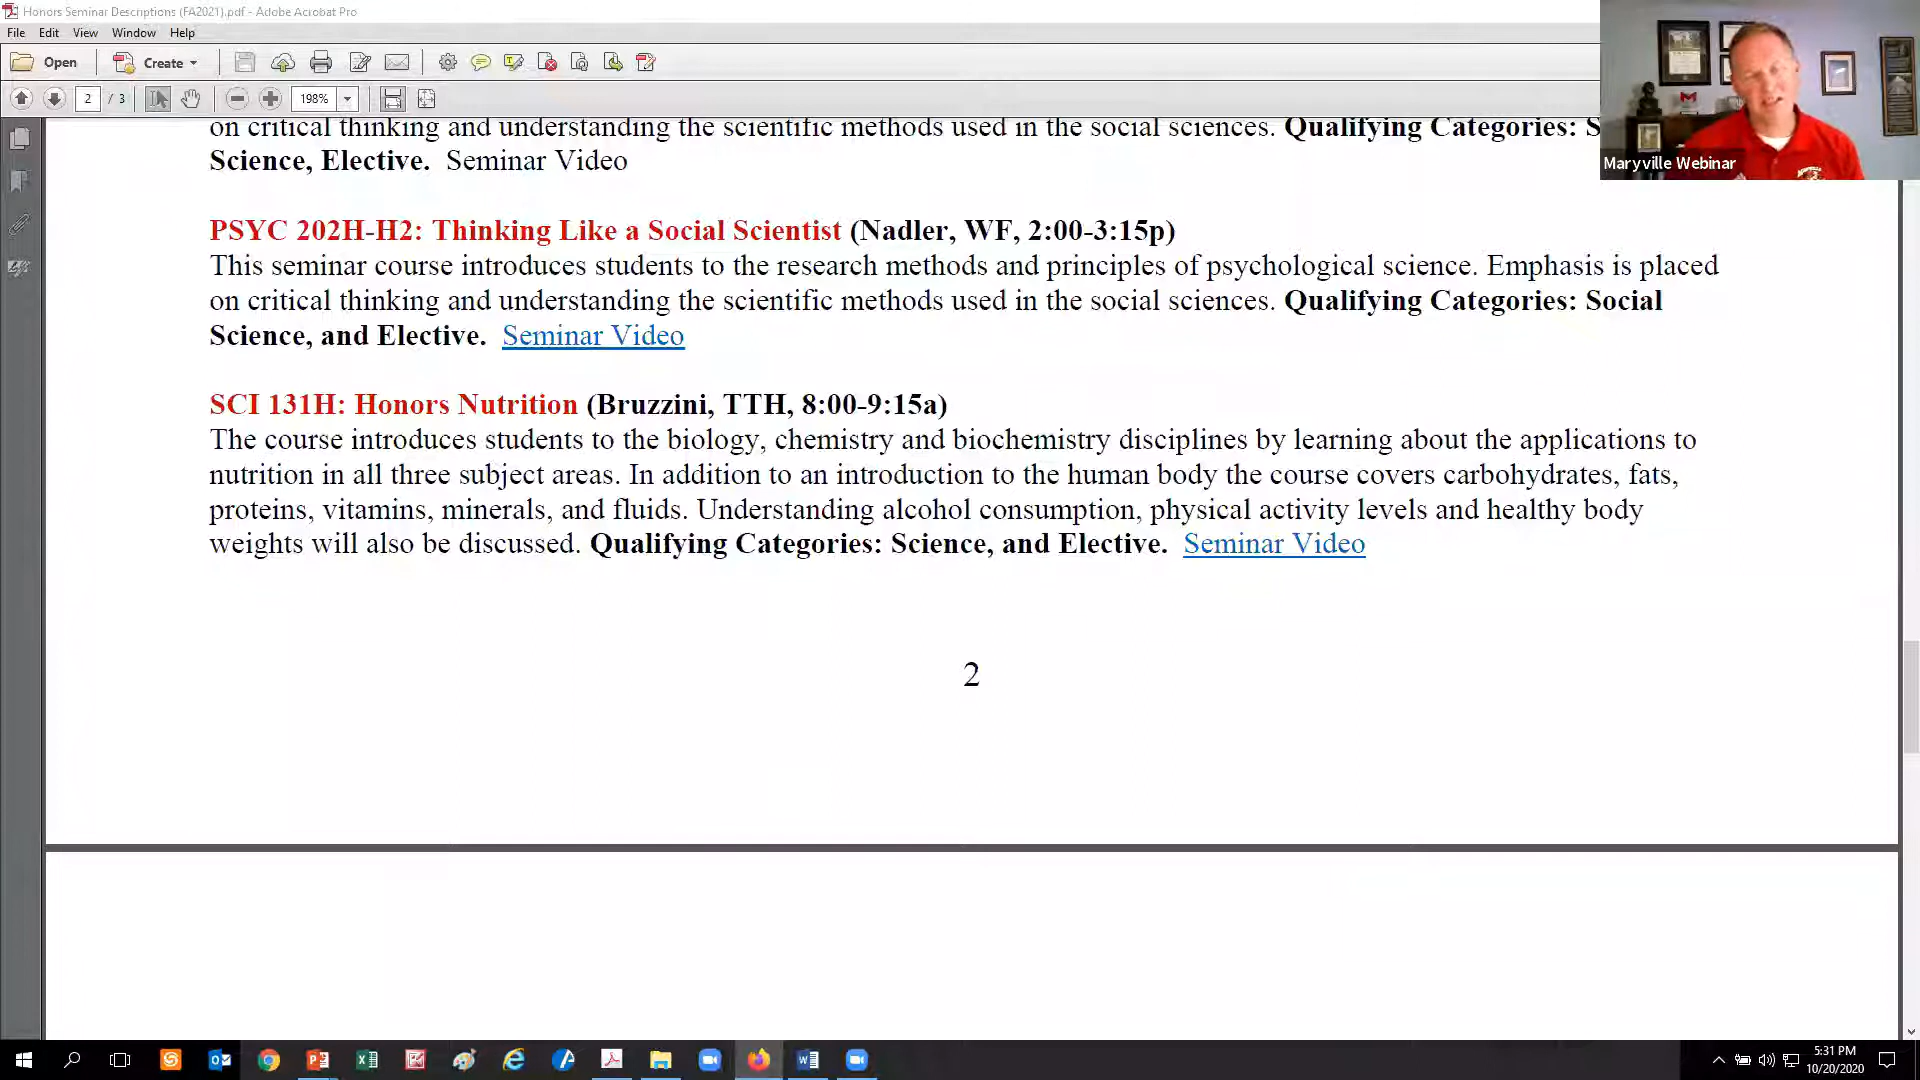 Honors Seminar Descriptions (FA2021).pdf - Adobe Acrobat Pro
File Edit View Window Help
Open Create
2 / 3 198%
on critical thinking and understanding the scientific methods used in the social sciences. Qualifying Categories: S
Science, Elective. Seminar Video
Maryville Webinar
PSYC 202H-H2: Thinking Like a Social Scientist (Nadler, WF, 2:00-3:15p)
This seminar course introduces students to the research methods and principles of psychological science. Emphasis is placed
on critical thinking and understanding the scientific methods used in the social sciences. Qualifying Categories: Social
Science, and Elective. Seminar Video
SCI 131H: Honors Nutrition (Bruzzini, TTH, 8:00-9:15a)
The course introduces students to the biology, chemistry and biochemistry disciplines by learning about the applications to
nutrition in all three subject areas. In addition to an introduction to the human body the course covers carbohydrates, fats,
proteins, vitamins, minerals, and fluids. Understanding alcohol consumption, physical activity levels and healthy body
weights will also be discussed. Qualifying Categories: Science, and Elective. Seminar Video
2
5:31 PM
10/20/2020